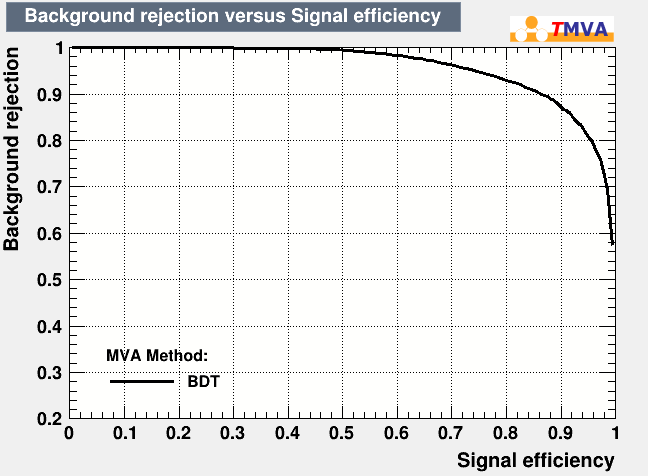 Background rejection versus Signal efficiency
TMVA
Background rejection
1
0.9
0.8
0.7
0.6
0.5
0.4
0.3
0.2
MVA Method:
BDT
0 0.1 0.2 0.3 0.4 0.5 0.6 0.7 0.8 0.9 1
Signal efficiency